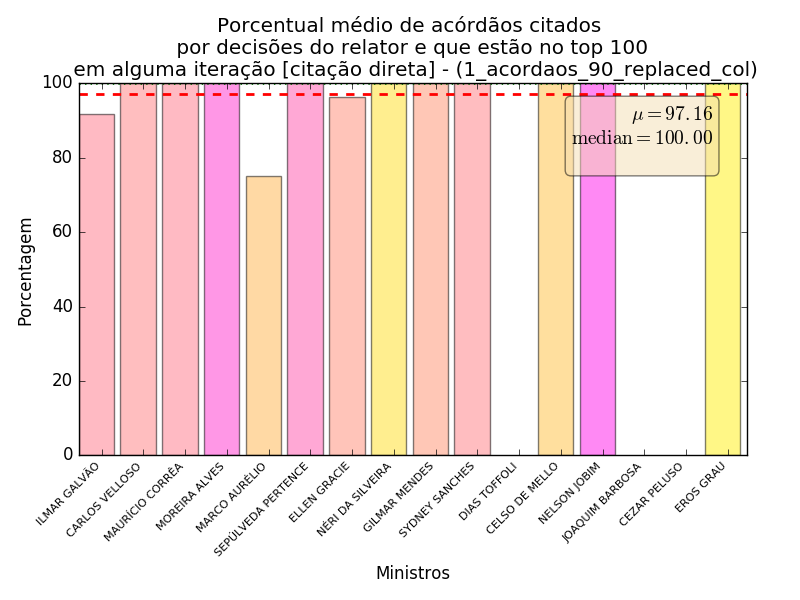 Porcentual médio de acórdãos citados
por decisões do relator e que estão no top 100
em alguma iteração [citação direta] - (1_acordaos_90_replaced_col)
100
80
60
40
20
0
Porcentagem
μ = 97.16
median = 100.00
ILMAR GALVÃO
CARLOS VELLOSO
MAURÍCIO CORRÊA
MOREIRA ALVES
MARCO AURÉLIO
SEPÚLVEDA PERTENCE
ELLEN GRACIE
NÉRI DA SILVEIRA
GILMAR MENDES
SYDNEY SANCHES
DIAS TOFFOLI
CELSO DE MELLO
NELSON JOBIM
JOAQUIM BARBOSA
CEZAR PELUSO
EROS GRAU
Ministros